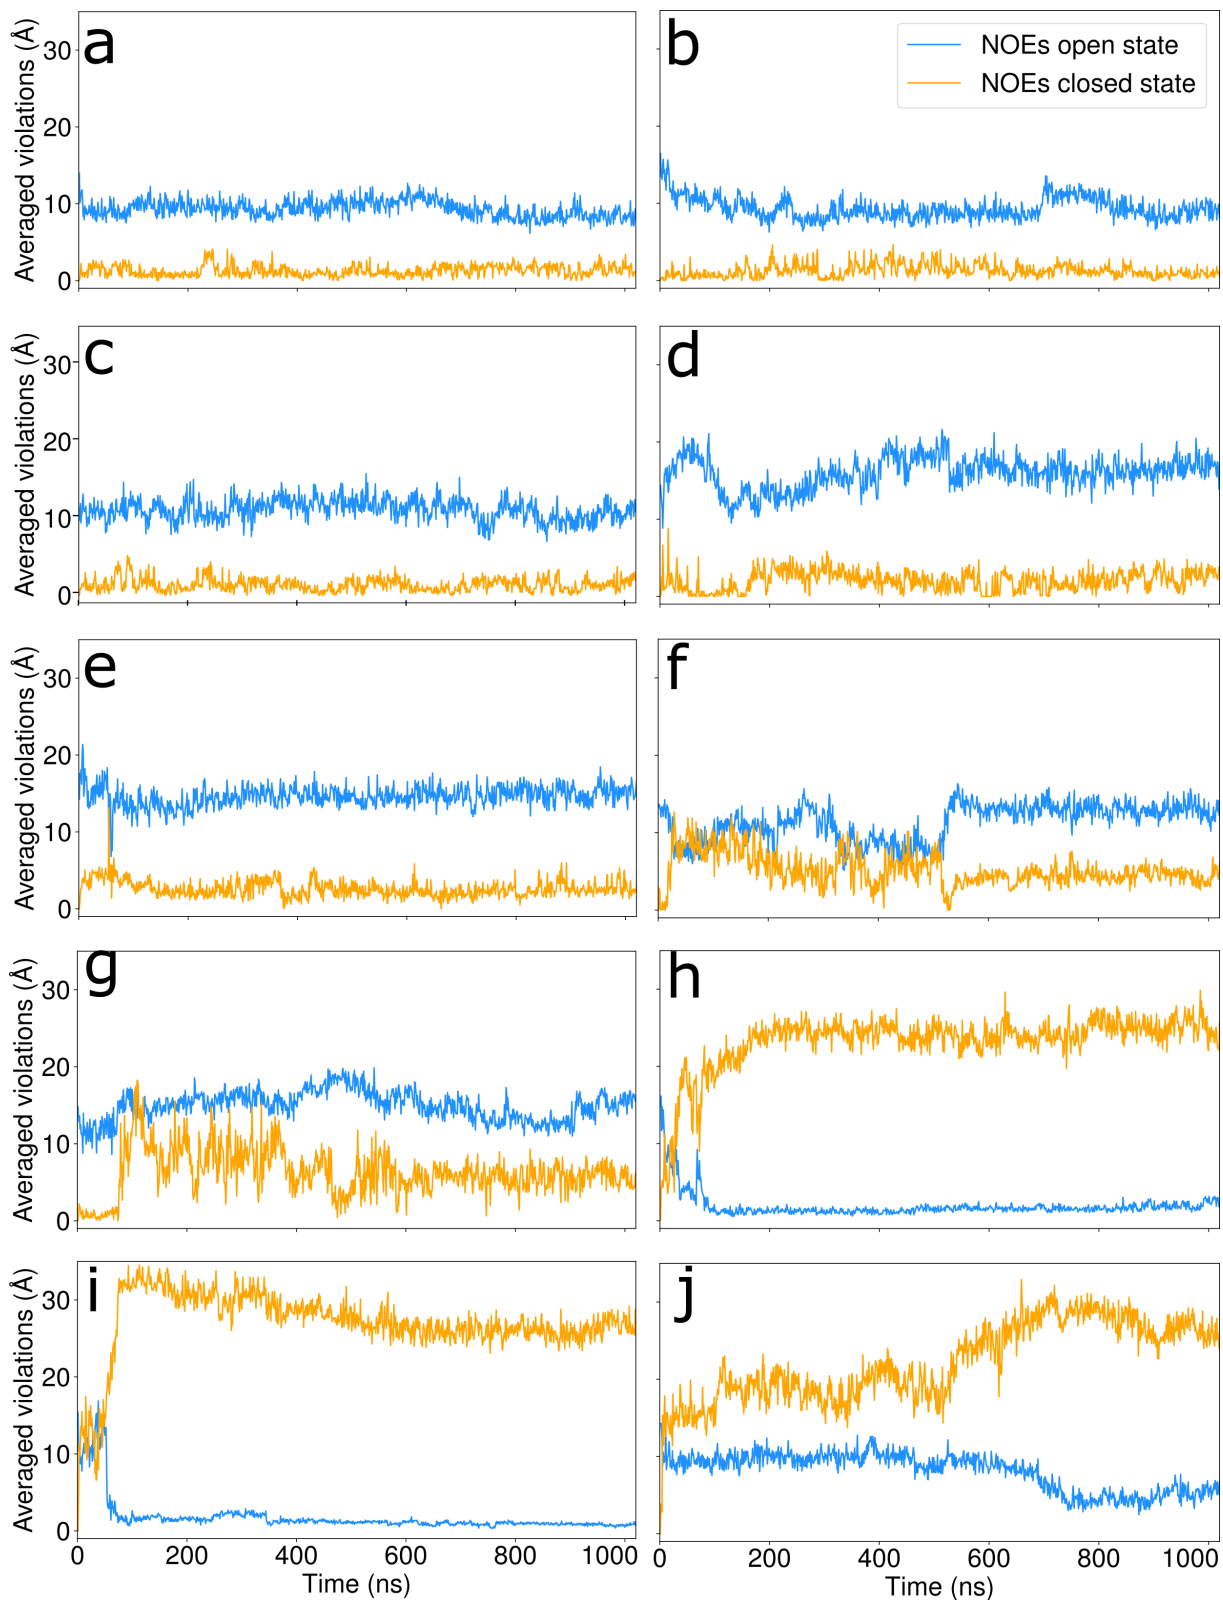 a
b
NOEs open state
NOEs closed state
Averaged violations (Å)
30
20
10
0
c
d
Averaged violations (Å)
30
20
10
0
e
f
Averaged violations (Å)
30
20
10
0
g
h
Averaged violations (Å)
30
20
10
0
i
j
Averaged violations (Å)
30
20
10
0
0 200 400 600 800 1000
0 200 400 600 800 1000
Time (ns)
Time (ns)